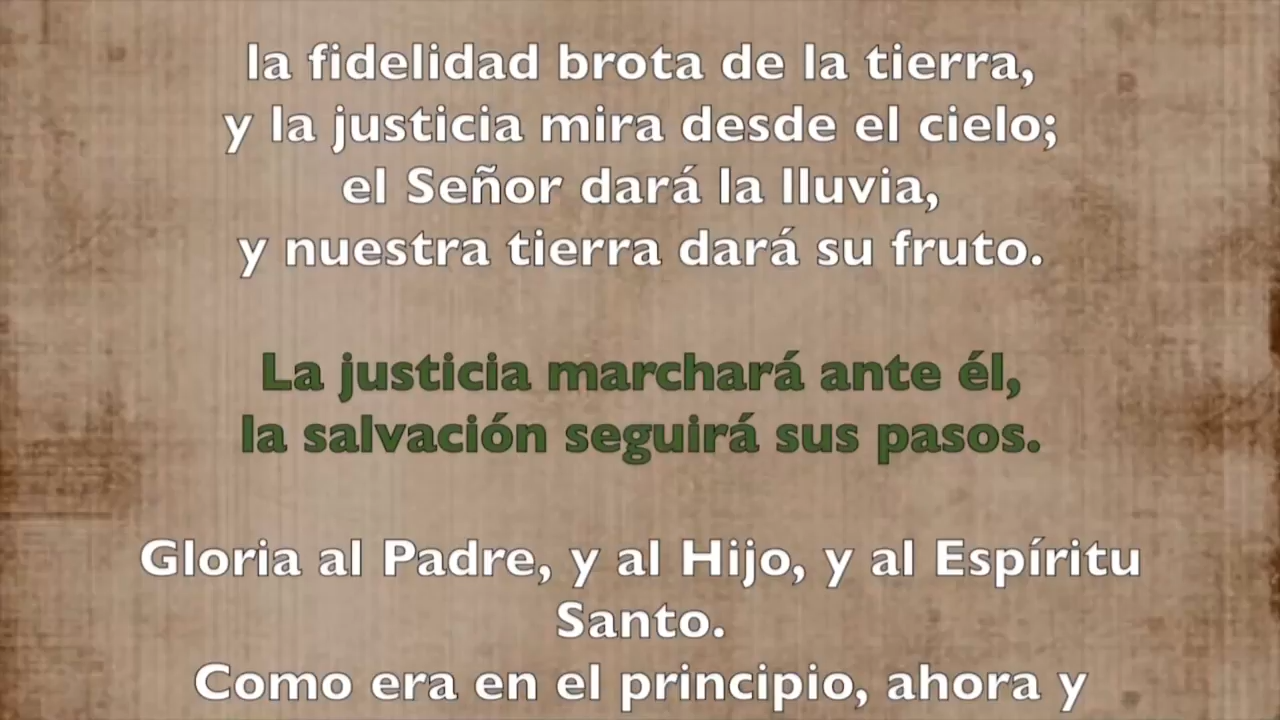 la fidelidad brota de la tierra,
y la justicia mira desde el cielo;
el Señor dará la lluvia,
y nuestra tierra dará su fruto.
La justicia marchará ante él,
la salvación seguirá sus pasos.
Gloria al Padre, y al Hijo, y al Espíritu
Santo.
Como era en el principio, ahora y